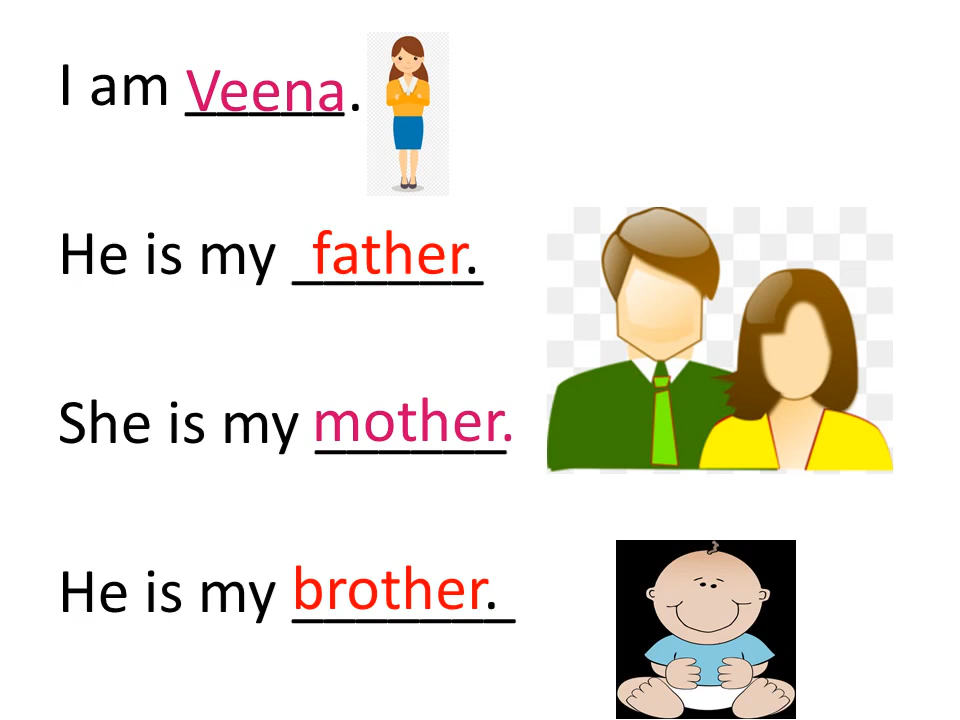 I am Veena.
He is my father.
She is my mother.
He is my brother.